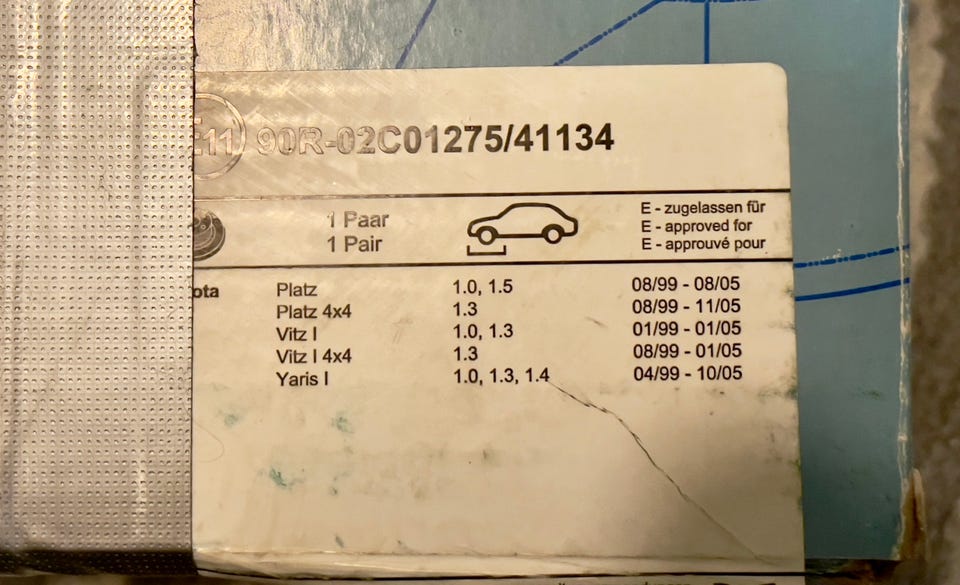 E11 90R-02C01275/41134
1 Paar
1 Pair
E - zugelassen für
E - approved for
E - approuvé pour
ota Platz 1.0, 1.5 08/99 - 08/05
Platz 4x4 1.3 08/99 - 11/05
Vitz I 1.0, 1.3 01/99 - 01/05
Vitz I 4x4 1.3 08/99 - 01/05
Yaris I 1.0, 1.3, 1.4 04/99 - 10/05